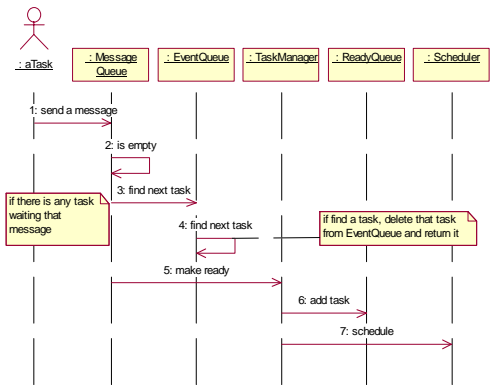 : aTask
: Message
Queue
: EventQueue
: TaskManager
: ReadyQueue
: Scheduler
1: send a message
2: is empty
3: find next task
if there is any task
waiting that
message
4: find next task
if find a task, delete that task
from EventQueue and return it
5: make ready
6: add task
7: schedule